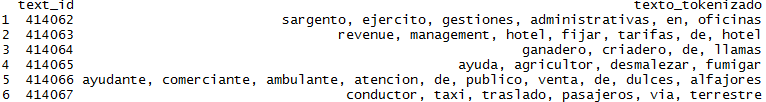 text_id texto_tokenizado
1 414062 sargento, ejercito, gestiones, administrativas, en, oficinas
2 414063 revenue, management, hotel, fijar, tarifas, de, hotel
3 414064 ganadero, criadero, de, llamas
4 414065 ayuda, agricultor, desmalezar, fumigar
5 414066 ayudante, comerciante, ambulante, atencion, de, publico, venta, de, dulces, alfajores
6 414067 conductor, taxi, traslado, pasajeros, via, terrestre